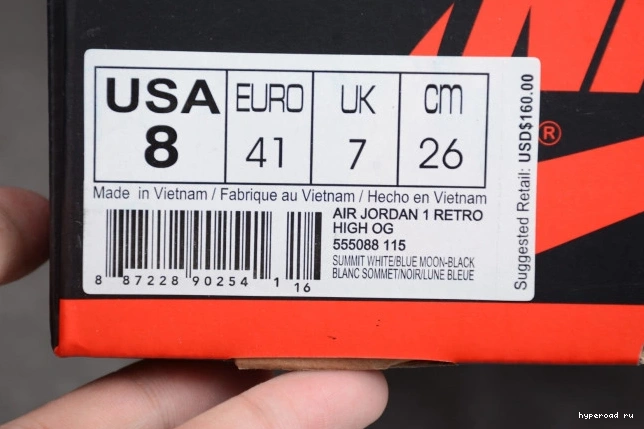 USA EURO UK cm
8 41 7 26
Made in Vietnam / Fabrique au Vietnam / Hecho en Vietnam
AIR JORDAN 1 RETRO
HIGH OG
555088 115
SUMMIT WHITE/BLUE MOON-BLACK
BLANC SOMMET/NOIR/LUNE BLEUE
8 87228 90254 1 16
Suggested Retail: USD$160.00
®
hyperoad ru